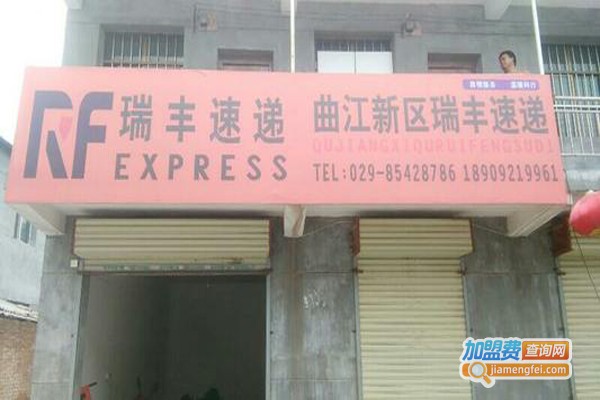 RF 瑞丰速递
EXPRESS
曲江新区瑞丰速递
QUJIANGXIQURUIFENGSUDI
TEL:029-85428786 18909219961
加盟费查询网
jiamengfei.com